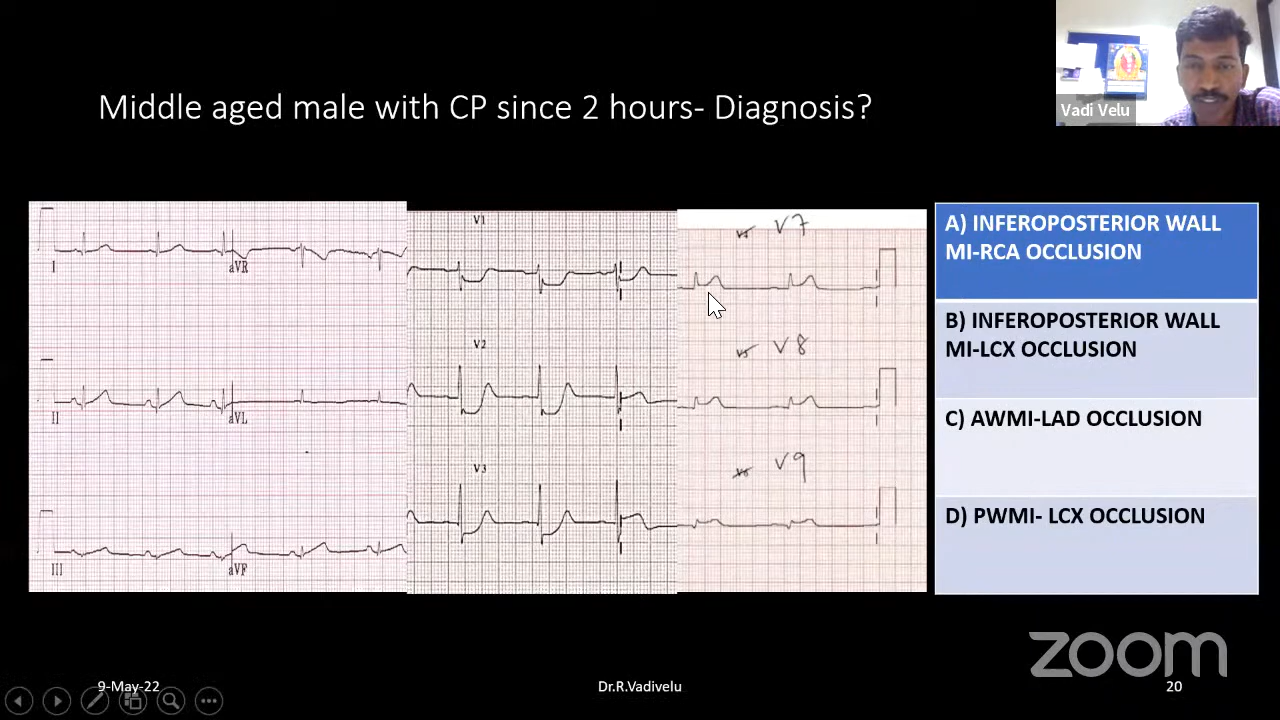 Middle aged male with CP since 2 hours- Diagnosis?
Vadi Velu
I
aVR
II
aVL
III
aVF
V1
V2
V3
V7
V8
V9
A) INFEROPOSTERIOR WALL
MI-RCA OCCLUSION
B) INFEROPOSTERIOR WALL
MI-LCX OCCLUSION
C) AWMI-LAD OCCLUSION
D) PWMI- LCX OCCLUSION
zoom
9-May-22
Dr.R.Vadivelu
20